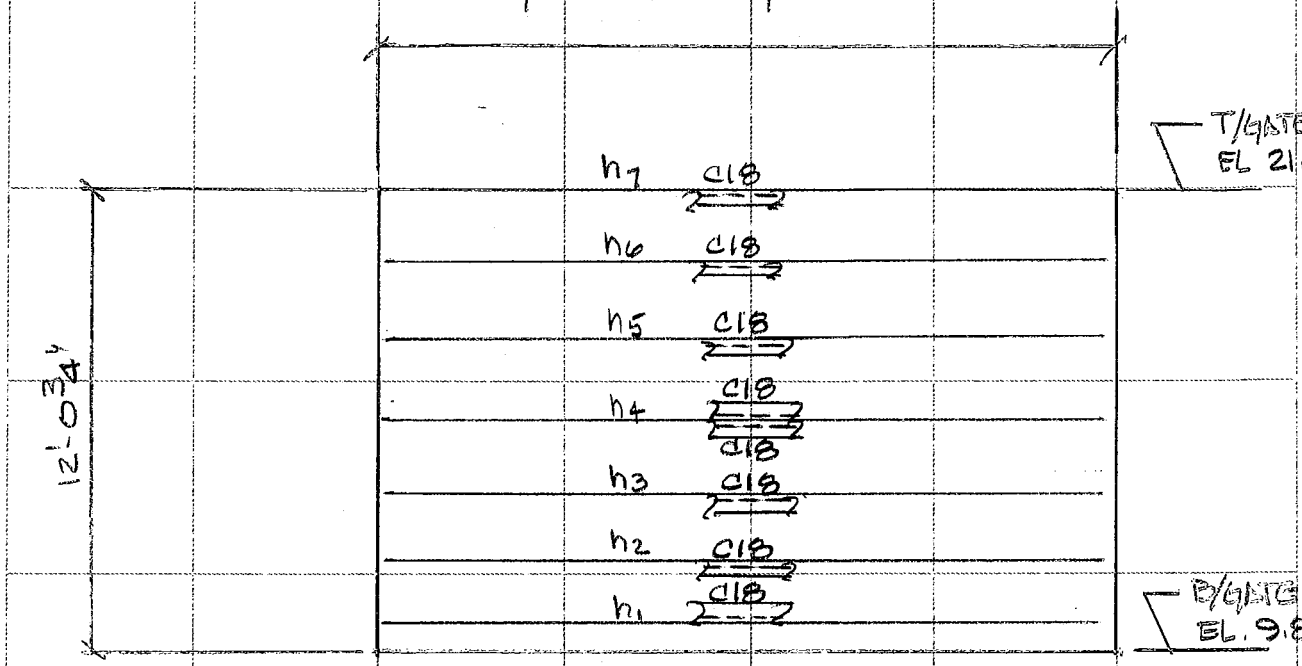 T/GATE
EL 21
h7 C18
h6 C18
h5 C18
C18
h4
C18
h3 C18
h2 C18
C18
h1
12'-0 3/4"
B/GATE
EL. 9.8